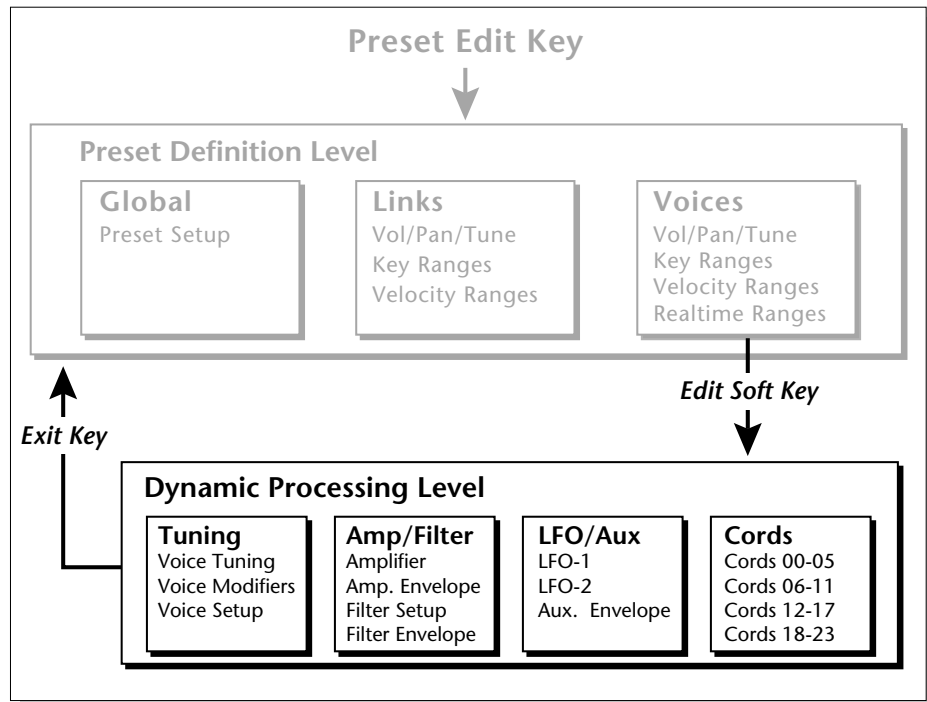 Preset Edit Key
Preset Definition Level
Global
Preset Setup
Links
Vol/Pan/Tune
Key Ranges
Velocity Ranges
Voices
Vol/Pan/Tune
Key Ranges
Velocity Ranges
Realtime Ranges
Edit Soft Key
Exit Key
Dynamic Processing Level
Tuning
Voice Tuning
Voice Modifiers
Voice Setup
Amp/Filter
Amplifier
Amp. Envelope
Filter Setup
Filter Envelope
LFO/Aux
LFO-1
LFO-2
Aux. Envelope
Cords
Cords 00-05
Cords 06-11
Cords 12-17
Cords 18-23